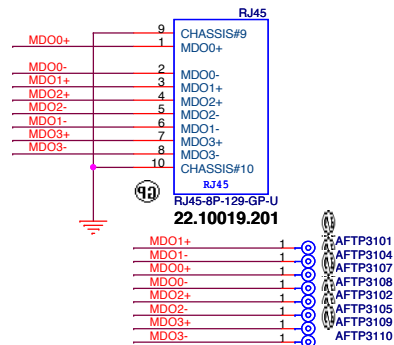 RJ45
9 CHASSIS#9
MDO0+ 1 MDO0+
MDO0- 2 MDO0-
MDO1+ 3 MDO1+
MDO2+ 4 MDO2+
MDO2- 5 MDO2-
MDO1- 6 MDO1-
MDO3+ 7 MDO3+
MDO3- 8 MDO3-
10 CHASSIS#10
RJ45
GP
RJ45-8P-129-GP-U
22.10019.201
MDO1+ 1 AFTP3101
MDO1- 1 AFTP3104
MDO0+ 1 AFTP3107
MDO0- 1 AFTP3108
MDO2+ 1 AFTP3102
MDO2- 1 AFTP3105
MDO3+ 1 AFTP3109
MDO3- 1 AFTP3110